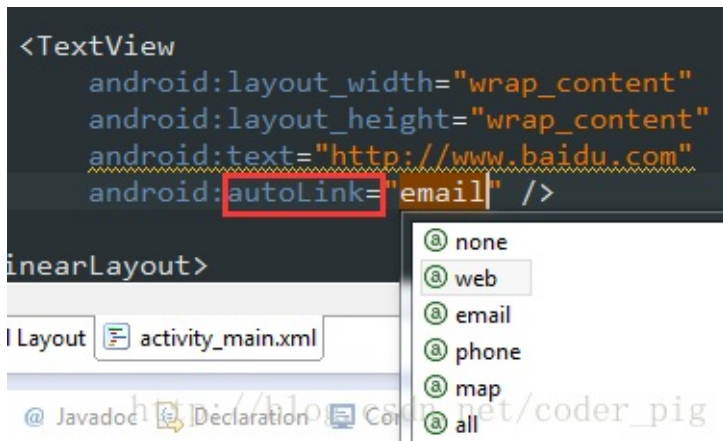 <TextView
android:layout_width="wrap_content"
android:layout_height="wrap_content"
android:text="http://www.baidu.com"
android:autoLink="email" />
none
web
email
phone
map
all
inearLayout>
l Layout activity_main.xml
@ Javadoc Declaration Con
http://blog.csdn.net/coder_pig